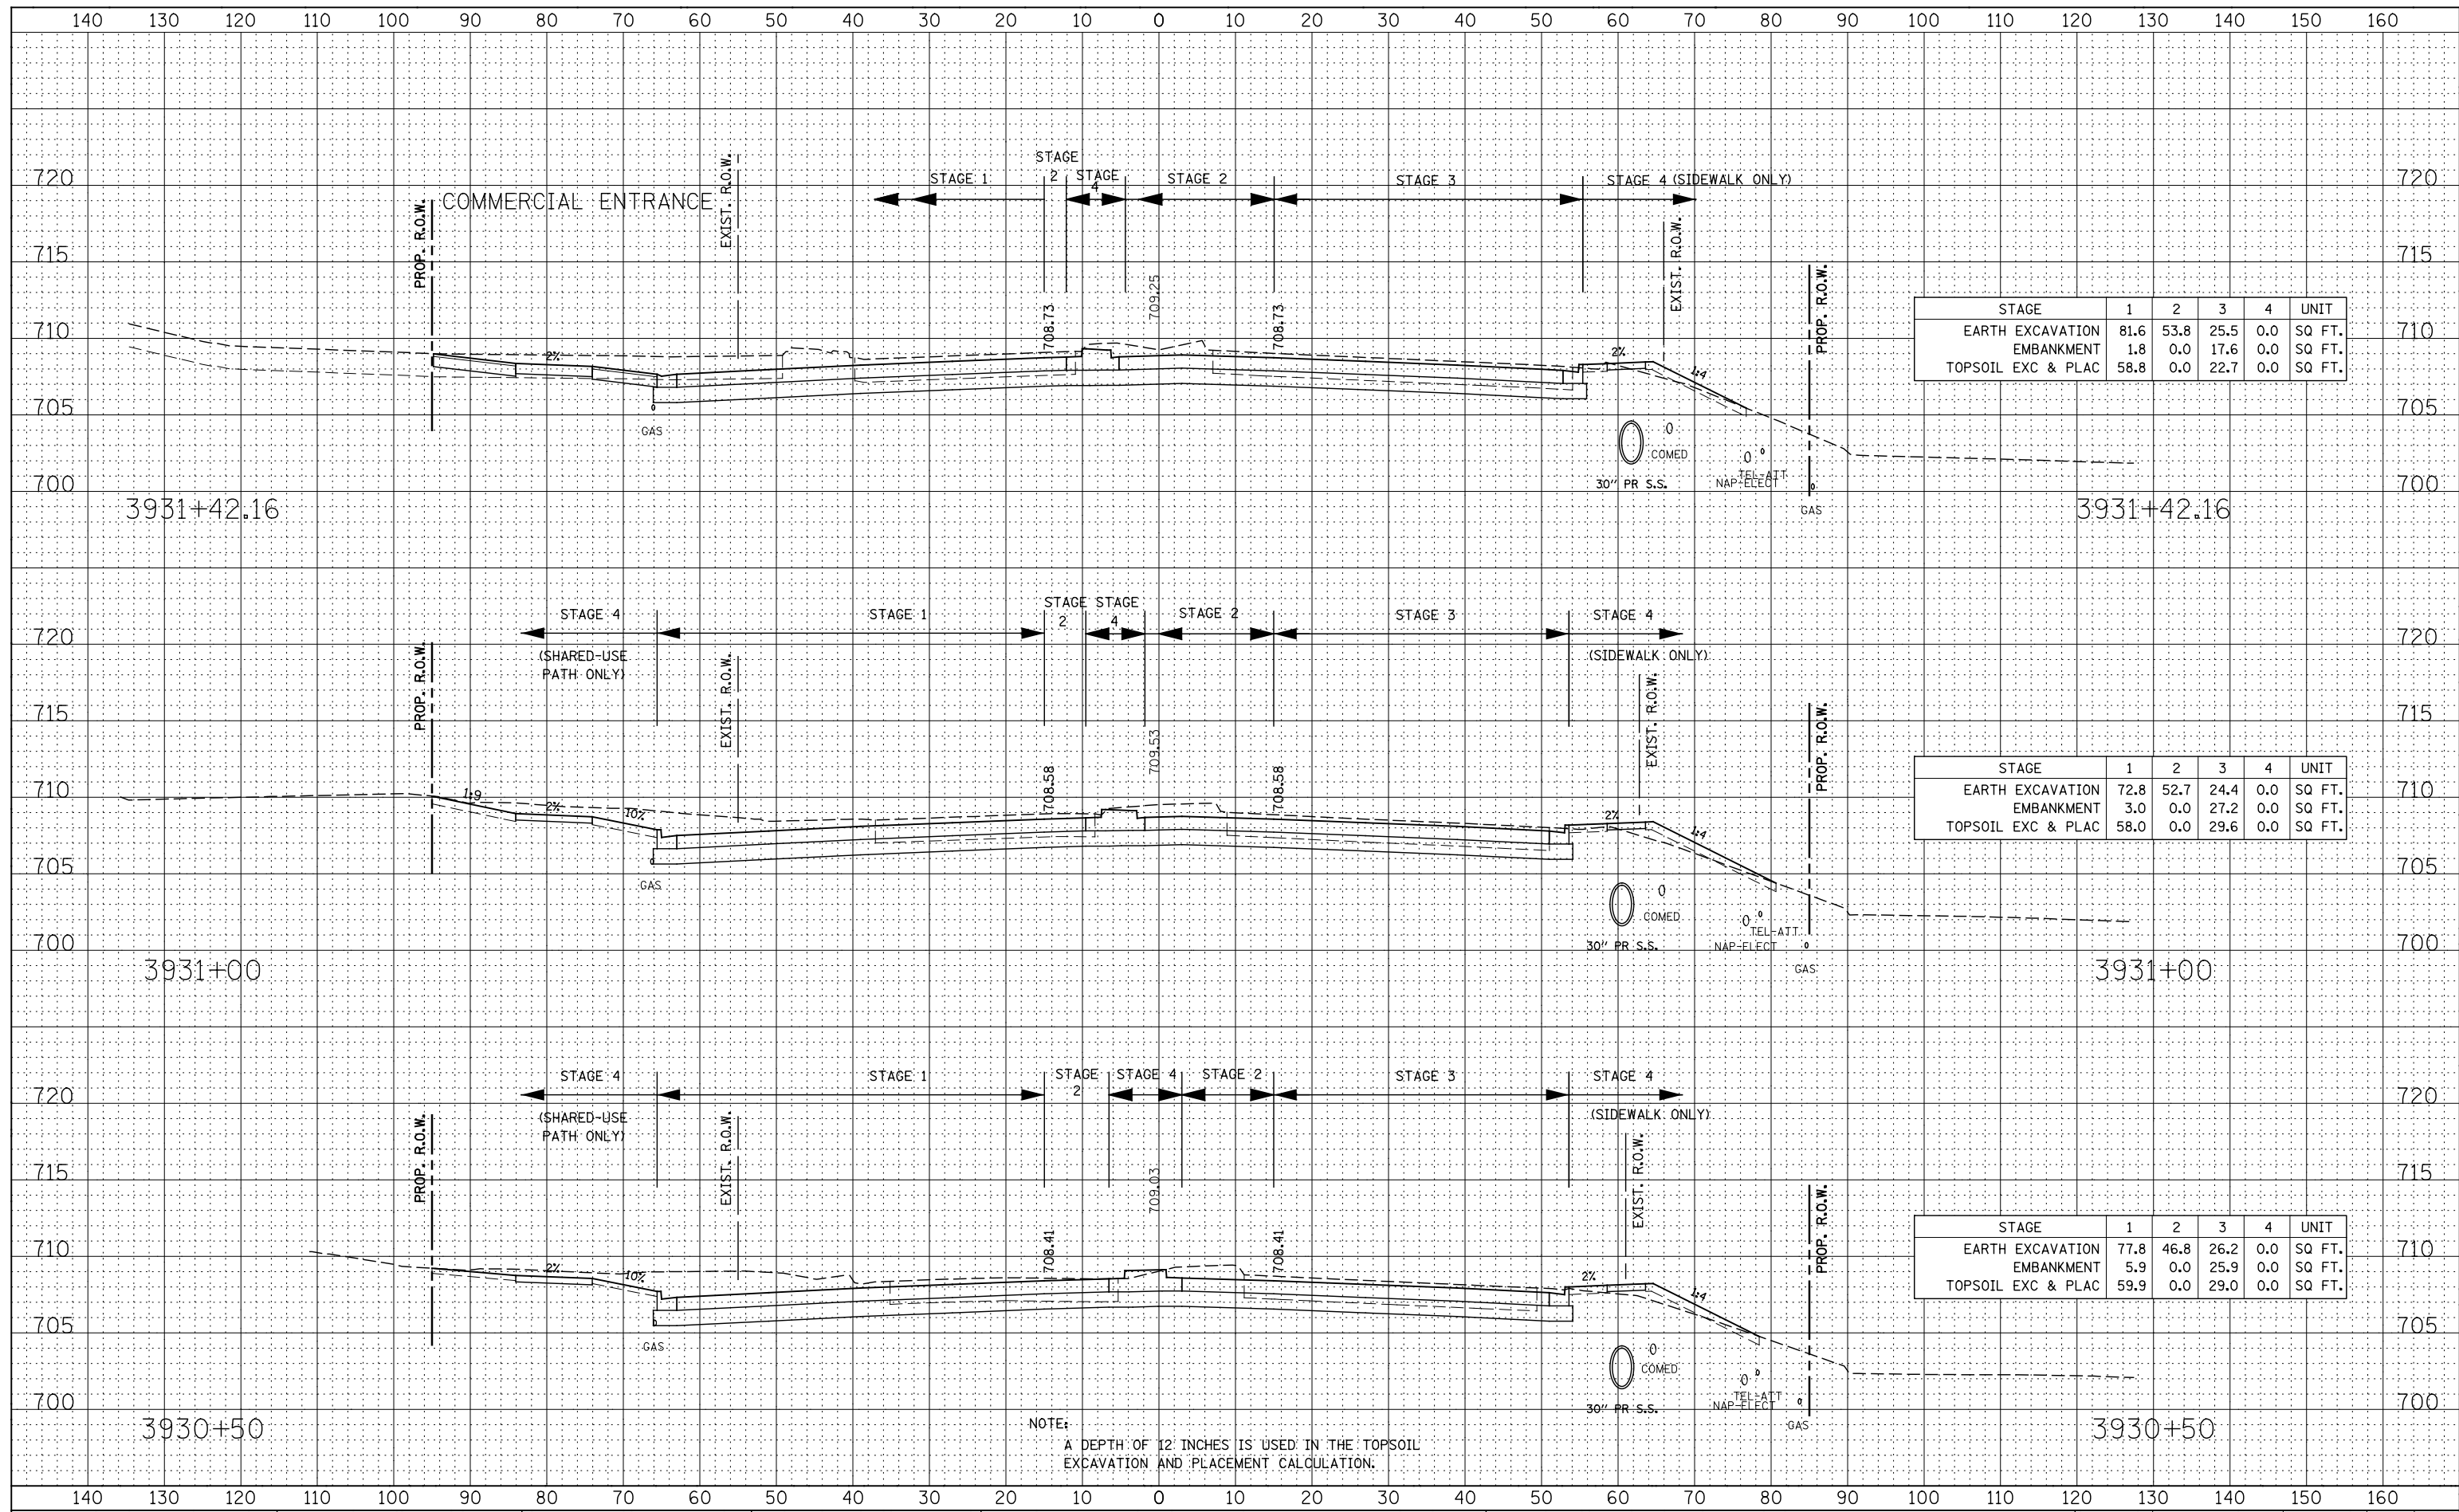 140 130 120 110 100 90 80 70 60 50 40 30 20 10 0 10 20 30 40 50 60 70 80 90 100 110 120 130 140 150 160
STAGE
2
STAGE
4
STAGE 1
STAGE 2
STAGE 3
STAGE 4 (SIDEWALK ONLY)
720 720
COMMERCIAL ENTRANCE
PROP. R.O.W.
EXIST. R.O.W.
EXIST. R.O.W.
PROP. R.O.W.
715 715
708.73
709.25
708.73
710 710
2%
2%
1:4
STAGE 1 2 3 4 UNIT
EARTH EXCAVATION 81.6 53.8 25.5 0.0 SQ FT.
EMBANKMENT 1.8 0.0 17.6 0.0 SQ FT.
TOPSOIL EXC & PLAC 58.8 0.0 22.7 0.0 SQ FT.
705 705
GAS
COMED
30" PR S.S.
TEL-ATT
NAP-ELECT
GAS
700 700
3931+42.16 3931+42.16
STAGE 4
(SHARED-USE
PATH ONLY)
STAGE 1
STAGE
2
STAGE
4
STAGE 2
STAGE 3
STAGE 4
(SIDEWALK ONLY)
720 720
PROP. R.O.W.
EXIST. R.O.W.
EXIST. R.O.W.
PROP. R.O.W.
715 715
708.58
709.53
708.58
710 710
1:9
2%
10%
2%
1:4
STAGE 1 2 3 4 UNIT
EARTH EXCAVATION 72.8 52.7 24.4 0.0 SQ FT.
EMBANKMENT 3.0 0.0 27.2 0.0 SQ FT.
TOPSOIL EXC & PLAC 58.0 0.0 29.6 0.0 SQ FT.
705 705
GAS
COMED
30" PR S.S.
TEL-ATT
NAP-ELECT
GAS
700 700
3931+00 3931+00
STAGE 4
(SHARED-USE
PATH ONLY)
STAGE 1
STAGE
2
STAGE 4
STAGE 2
STAGE 3
STAGE 4
(SIDEWALK ONLY)
720 720
PROP. R.O.W.
EXIST. R.O.W.
EXIST. R.O.W.
PROP. R.O.W.
715 715
708.41
709.03
708.41
710 710
2%
10%
2%
1:4
STAGE 1 2 3 4 UNIT
EARTH EXCAVATION 77.8 46.8 26.2 0.0 SQ FT.
EMBANKMENT 5.9 0.0 25.9 0.0 SQ FT.
TOPSOIL EXC & PLAC 59.9 0.0 29.0 0.0 SQ FT.
705 705
GAS
COMED
30" PR S.S.
TEL-ATT
NAP-ELECT
GAS
700 700
3930+50 3930+50
NOTE:
A DEPTH OF 12 INCHES IS USED IN THE TOPSOIL
EXCAVATION AND PLACEMENT CALCULATION.
140 130 120 110 100 90 80 70 60 50 40 30 20 10 0 10 20 30 40 50 60 70 80 90 100 110 120 130 140 150 160